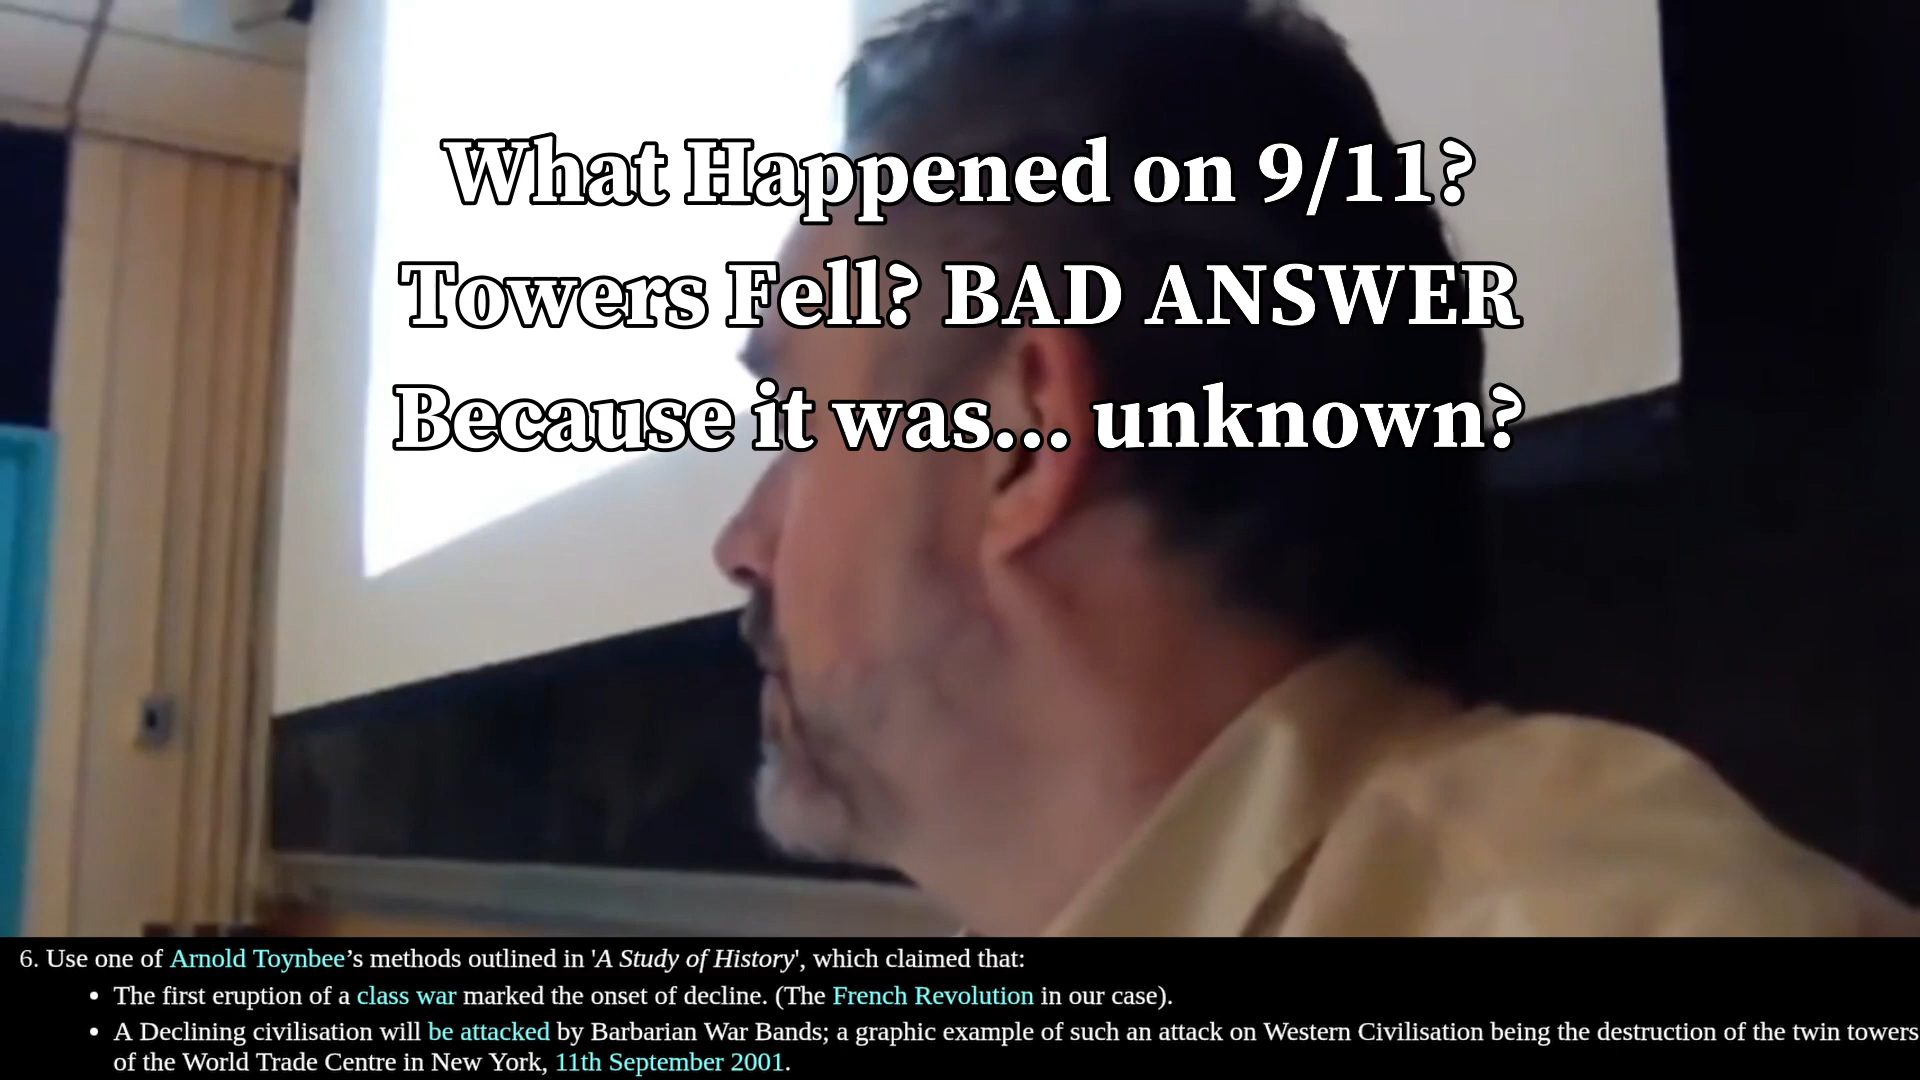 What Happened on 9/11?
Towers Fell? BAD ANSWER
Because it was... unknown?
6. Use one of Arnold Toynbee’s methods outlined in 'A Study of History', which claimed that:
• The first eruption of a class war marked the onset of decline. (The French Revolution in our case).
• A Declining civilisation will be attacked by Barbarian War Bands; a graphic example of such an attack on Western Civilisation being the destruction of the twin towers
of the World Trade Centre in New York, 11th September 2001.